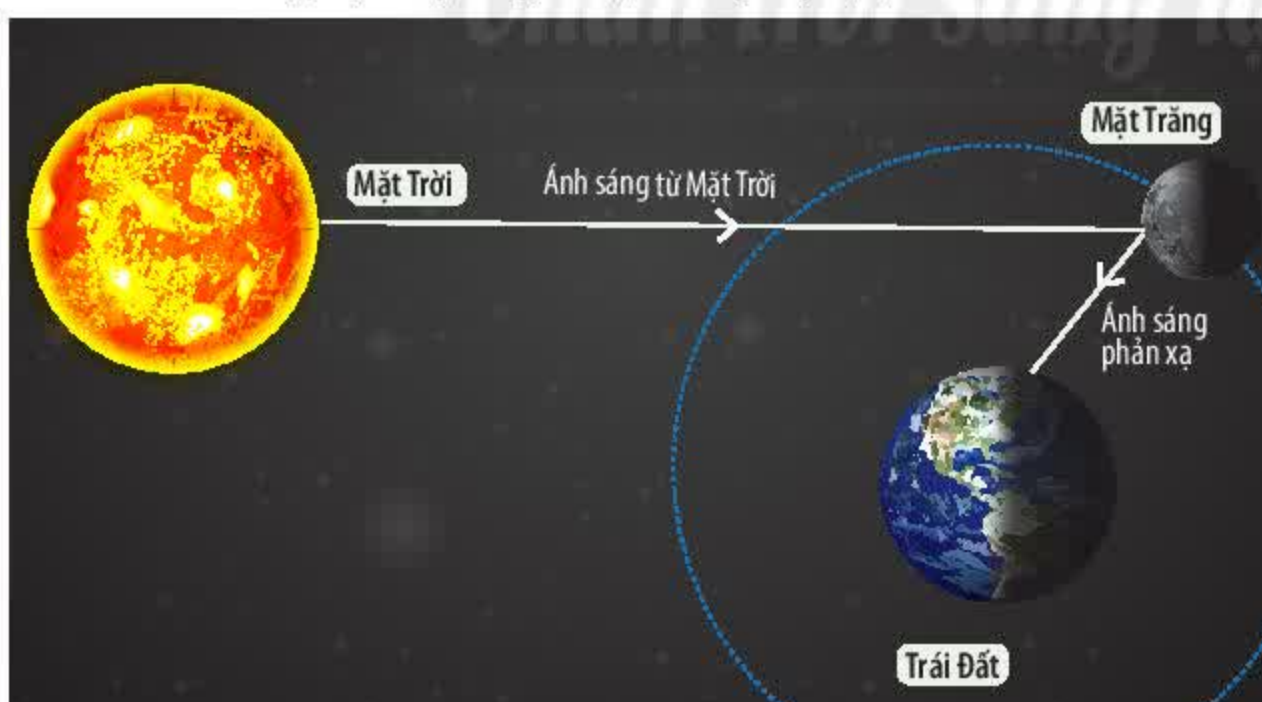 Mặt Trăng
Mặt Trời
Ánh sáng từ Mặt Trời
Ánh sáng
phản xạ
Trái Đất